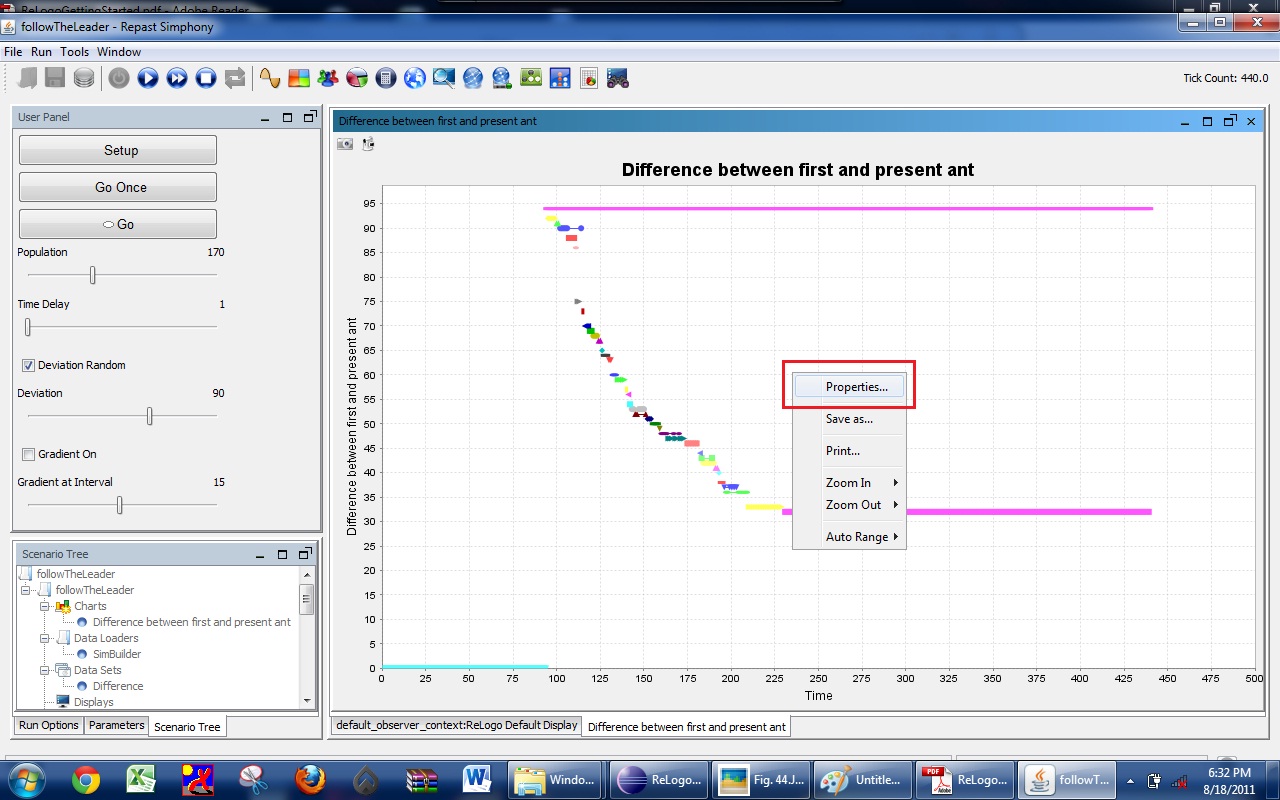 ReLogoGettingStarted.pdf - Adobe Reader
followTheLeader - Repast Simphony
File Run Tools Window
Tick Count: 440.0
User Panel
Setup
Go Once
Go
Population 170
Time Delay 1
Deviation Random
Deviation 90
Gradient On
Gradient at Interval 15
Scenario Tree
followTheLeader
followTheLeader
Charts
Difference between first and present ant
Data Loaders
SimBuilder
Data Sets
Difference
Displays
Run Options Parameters Scenario Tree
Difference between first and present ant
Difference between first and present ant
Difference between first and present ant
95
90
85
80
75
70
65
60
55
50
45
40
35
30
25
20
15
10
5
0
0 25 50 75 100 125 150 175 200 225 250 275 300 325 350 375 400 425 450 475 500
Time
Properties...
Save as...
Print...
Zoom In
Zoom Out
Auto Range
default_observer_context:ReLogo Default Display Difference between first and present ant
Windo... ReLogo... Fig. 44.J... Untitle... ReLogo... followT...
6:32 PM
8/18/2011